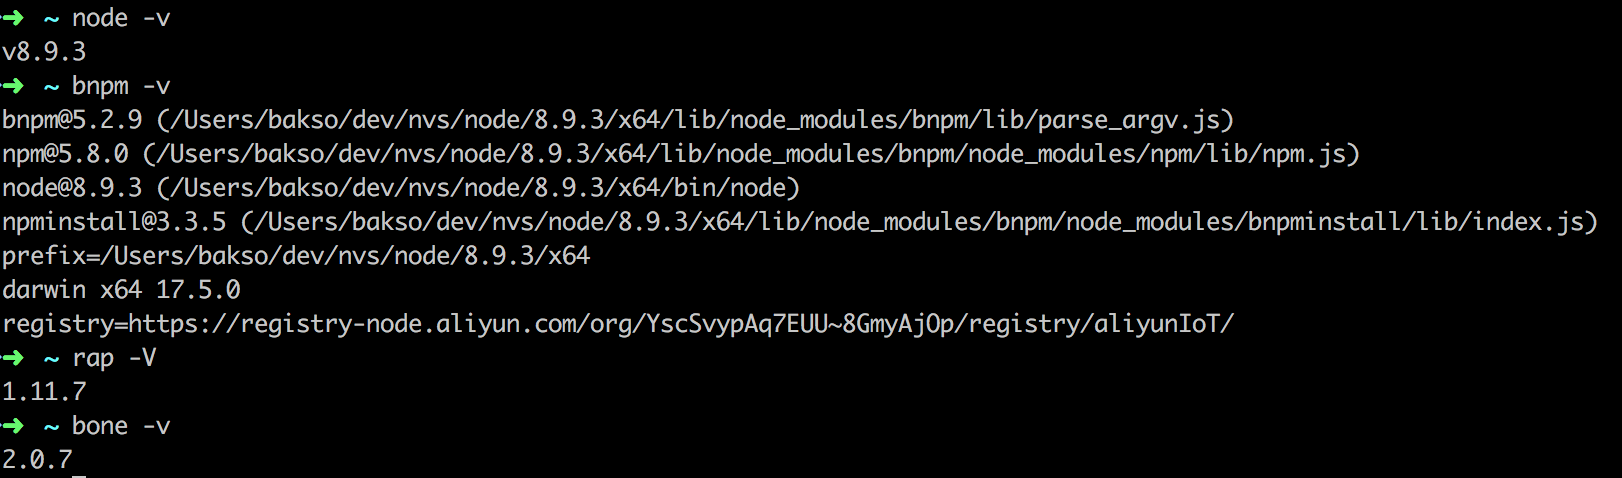 ➜ ~ node -v
v8.9.3
➜ ~ bnpm -v
bnpm@5.2.9 (/Users/bakso/dev/nvs/node/8.9.3/x64/lib/node_modules/bnpm/lib/parse_argv.js)
npm@5.8.0 (/Users/bakso/dev/nvs/node/8.9.3/x64/lib/node_modules/bnpm/node_modules/npm/lib/npm.js)
node@8.9.3 (/Users/bakso/dev/nvs/node/8.9.3/x64/bin/node)
npminstall@3.3.5 (/Users/bakso/dev/nvs/node/8.9.3/x64/lib/node_modules/bnpm/node_modules/bnpminstall/lib/index.js)
prefix=/Users/bakso/dev/nvs/node/8.9.3/x64
darwin x64 17.5.0
registry=https://registry-node.aliyun.com/org/YscSvypAq7EUU~8GmyAjOp/registry/aliyunIoT/
➜ ~ rap -V
1.11.7
➜ ~ bone -v
2.0.7